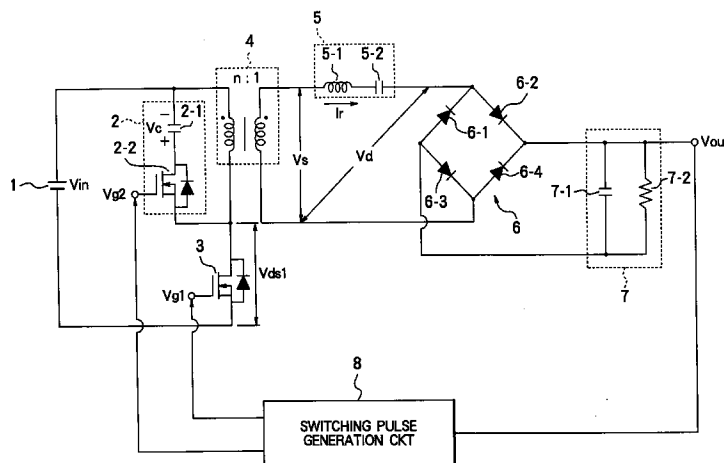 5
4
5-1
5-2
n : 1
6-2
2
−
Vc
2-1
+
Ir
6-1
Vou
2-2
Vs
Vd
7-1
7-2
1
Vin
6-3
6-4
Vg2
6
3
Vds1
7
Vg1
8
SWITCHING PULSE
GENERATION CKT